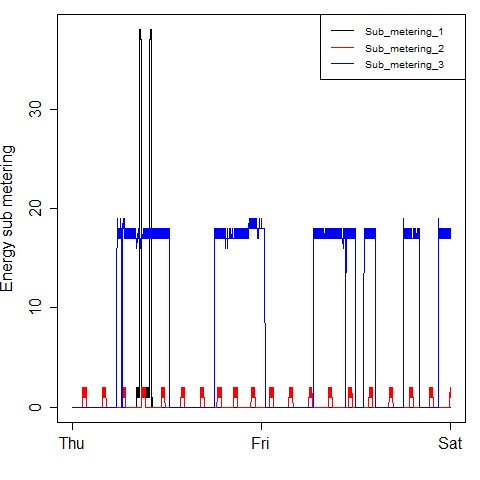 Sub_metering_1
Sub_metering_2
Sub_metering_3
Energy sub metering
30
20
10
0
Thu Fri Sat